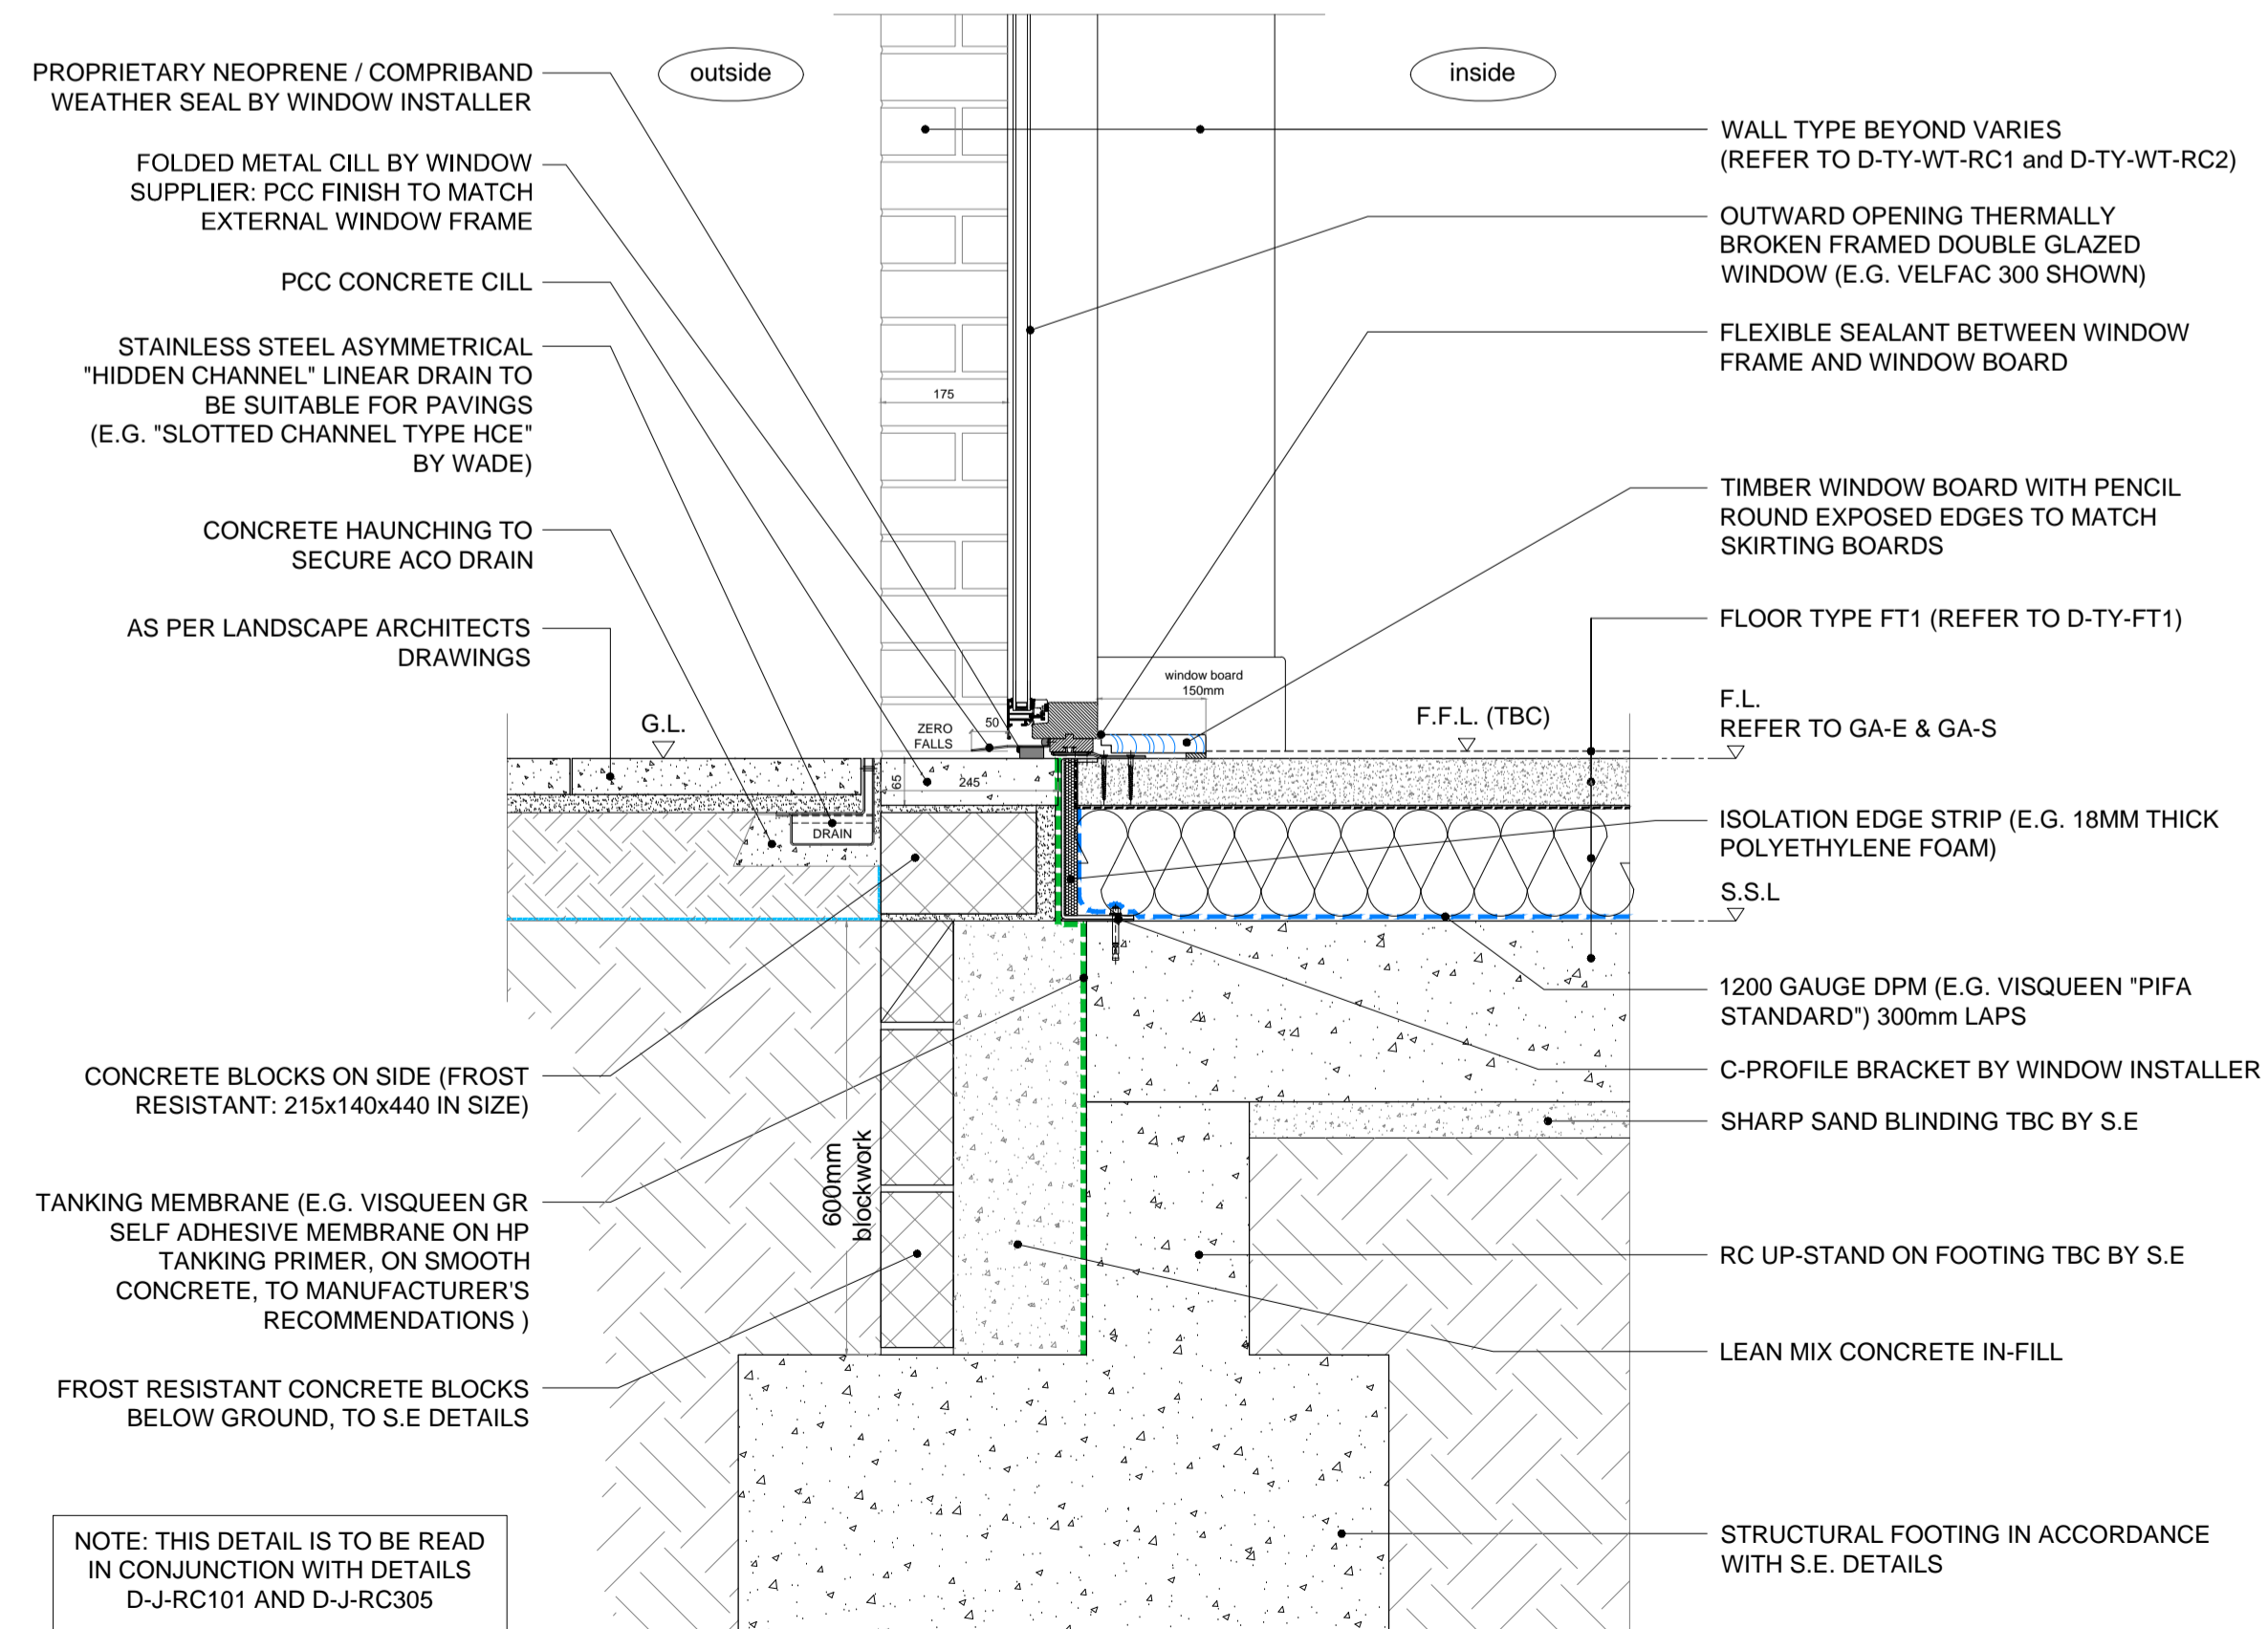 PROPRIETARY NEOPRENE / COMPRIBAND
WEATHER SEAL BY WINDOW INSTALLER
FOLDED METAL CILL BY WINDOW
SUPPLIER: PCC FINISH TO MATCH
EXTERNAL WINDOW FRAME
PCC CONCRETE CILL
STAINLESS STEEL ASYMMETRICAL
"HIDDEN CHANNEL" LINEAR DRAIN TO
BE SUITABLE FOR PAVINGS
(E.G. "SLOTTED CHANNEL TYPE HCE"
BY WADE)
CONCRETE HAUNCHING TO
SECURE ACO DRAIN
AS PER LANDSCAPE ARCHITECTS
DRAWINGS
CONCRETE BLOCKS ON SIDE (FROST
RESISTANT: 215x140x440 IN SIZE)
TANKING MEMBRANE (E.G. VISQUEEN GR
SELF ADHESIVE MEMBRANE ON HP
TANKING PRIMER, ON SMOOTH
CONCRETE, TO MANUFACTURER'S
RECOMMENDATIONS )
FROST RESISTANT CONCRETE BLOCKS
BELOW GROUND, TO S.E DETAILS
NOTE: THIS DETAIL IS TO BE READ
IN CONJUNCTION WITH DETAILS
D-J-RC101 AND D-J-RC305
outside
inside
175
window board
150mm
50
ZERO
FALLS
G.L.
F.F.L. (TBC)
65
245
DRAIN
600mm
blockwork
WALL TYPE BEYOND VARIES
(REFER TO D-TY-WT-RC1 and D-TY-WT-RC2)
OUTWARD OPENING THERMALLY
BROKEN FRAMED DOUBLE GLAZED
WINDOW (E.G. VELFAC 300 SHOWN)
FLEXIBLE SEALANT BETWEEN WINDOW
FRAME AND WINDOW BOARD
TIMBER WINDOW BOARD WITH PENCIL
ROUND EXPOSED EDGES TO MATCH
SKIRTING BOARDS
FLOOR TYPE FT1 (REFER TO D-TY-FT1)
F.L.
REFER TO GA-E & GA-S
ISOLATION EDGE STRIP (E.G. 18MM THICK
POLYETHYLENE FOAM)
S.S.L
1200 GAUGE DPM (E.G. VISQUEEN "PIFA
STANDARD") 300mm LAPS
C-PROFILE BRACKET BY WINDOW INSTALLER
SHARP SAND BLINDING TBC BY S.E
RC UP-STAND ON FOOTING TBC BY S.E
LEAN MIX CONCRETE IN-FILL
STRUCTURAL FOOTING IN ACCORDANCE
WITH S.E. DETAILS